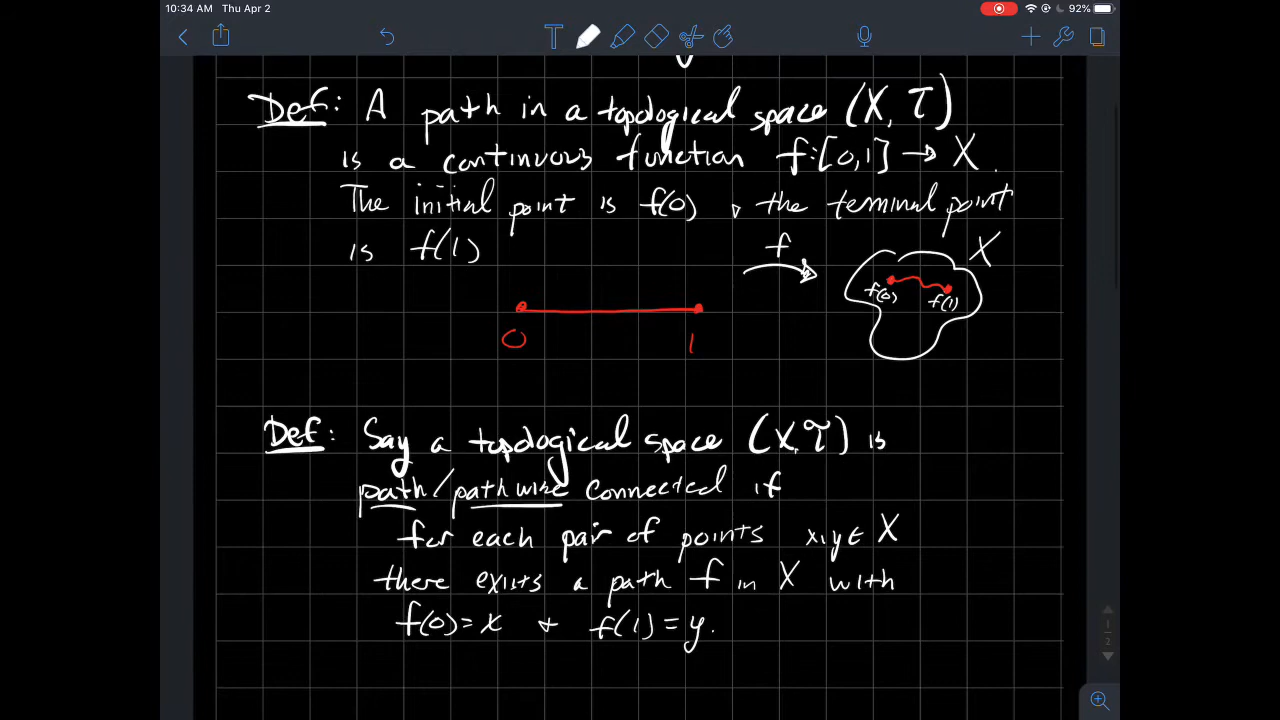 10:34 AM Thu Apr 2
92%
T
Def: A path in a topological space (X, T)
is a continuous function f:[0,1] → X.
The initial point is f(0) & the terminal point
is f(1)
f
X
f(0) f(1)
0 1
Def: Say a topological space (X,T) is
path/pathwise connected if
for each pair of points x,y ∈ X
there exists a path f in X with
f(0)=x & f(1)=y.
1
2